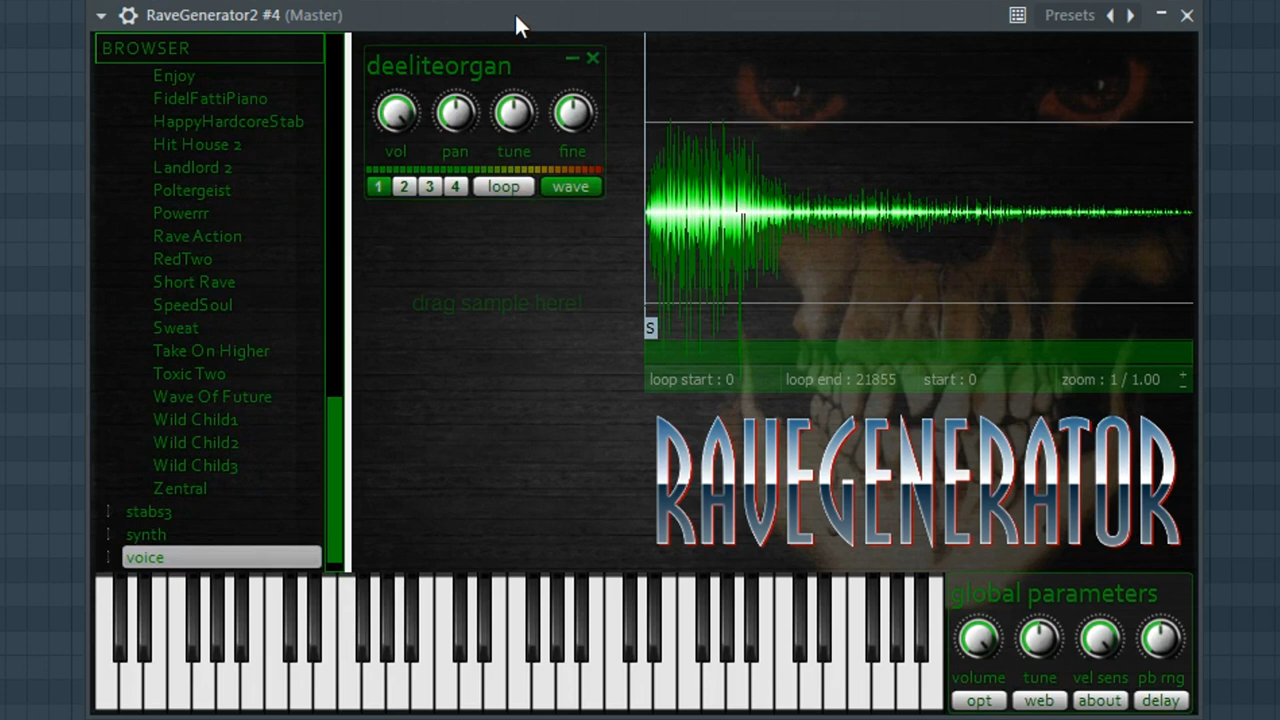 RaveGenerator2 #4 (Master)
Presets
BROWSER
Enjoy
FidelFattiPiano
HappyHardcoreStab
Hit House 2
Landlord 2
Poltergeist
Powerrr
Rave Action
RedTwo
Short Rave
SpeedSoul
Sweat
Take On Higher
Toxic Two
Wave Of Future
Wild Child1
Wild Child2
Wild Child3
Zentral
stabs3
synth
voice
deeliteorgan
vol pan tune fine
1 2 3 4 loop wave
drag sample here!
S
loop start : 0 loop end : 21855 start : 0 zoom : 1 / 1.00 + -
RAVEGENERATOR
global parameters
volume tune vel sens pb rng
opt web about delay